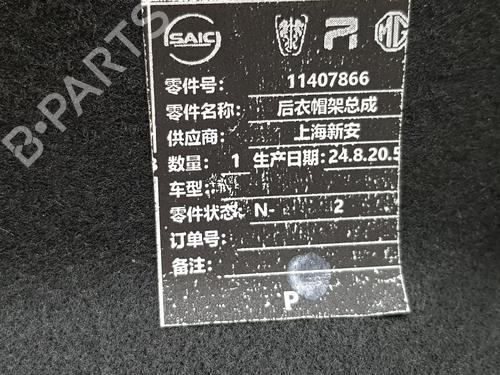 SAIC MG
零件号: 11407866
零件名称: 后衣帽架总成
供应商: 上海新安
数量: 1 生产日期: 24.8.20.5
车型:
零件状态: N- 2
订单号:
备注:
P
B-PARTS